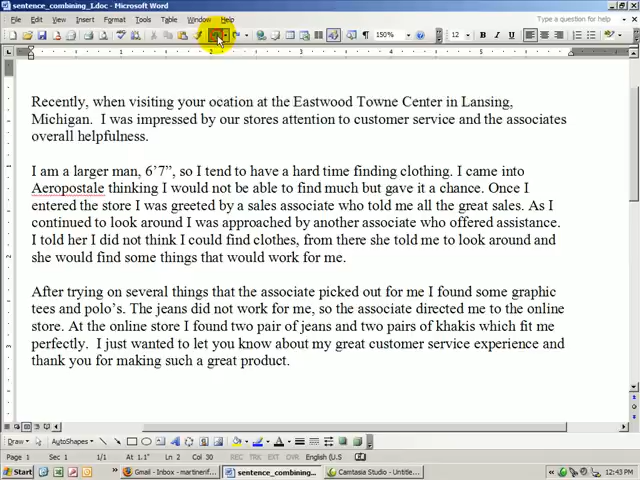 sentence_combining_1.doc - Microsoft Word
File Edit View Insert Format Tools Table Window Help Type a question for help
150% 12 B I U
Recently, when visiting your ocation at the Eastwood Towne Center in Lansing,
Michigan.  I was impressed by our stores attention to customer service and the associates
overall helpfulness.
I am a larger man, 6’7”, so I tend to have a hard time finding clothing. I came into
Aeropostale thinking I would not be able to find much but gave it a chance. Once I
entered the store I was greeted by a sales associate who told me all the great sales. As I
continued to look around I was approached by another associate who offered assistance.
I told her I did not think I could find clothes, from there she told me to look around and
she would find some things that would work for me.
After trying on several things that the associate picked out for me I found some graphic
tees and polo’s. The jeans did not work for me, so the associate directed me to the online
store. At the online store I found two pair of jeans and two pairs of khakis which fit me
perfectly.  I just wanted to let you know about my great customer service experience and
thank you for making such a great product.
Draw AutoShapes
Page 1 Sec 1 1/1 At 1.1" Ln 2 Col 30 REC TRK EXT OVR English (U.S
Start Gmail - Inbox - martinenf... sentence_combining... Camtasia Studio - Untitle... 12:43 PM